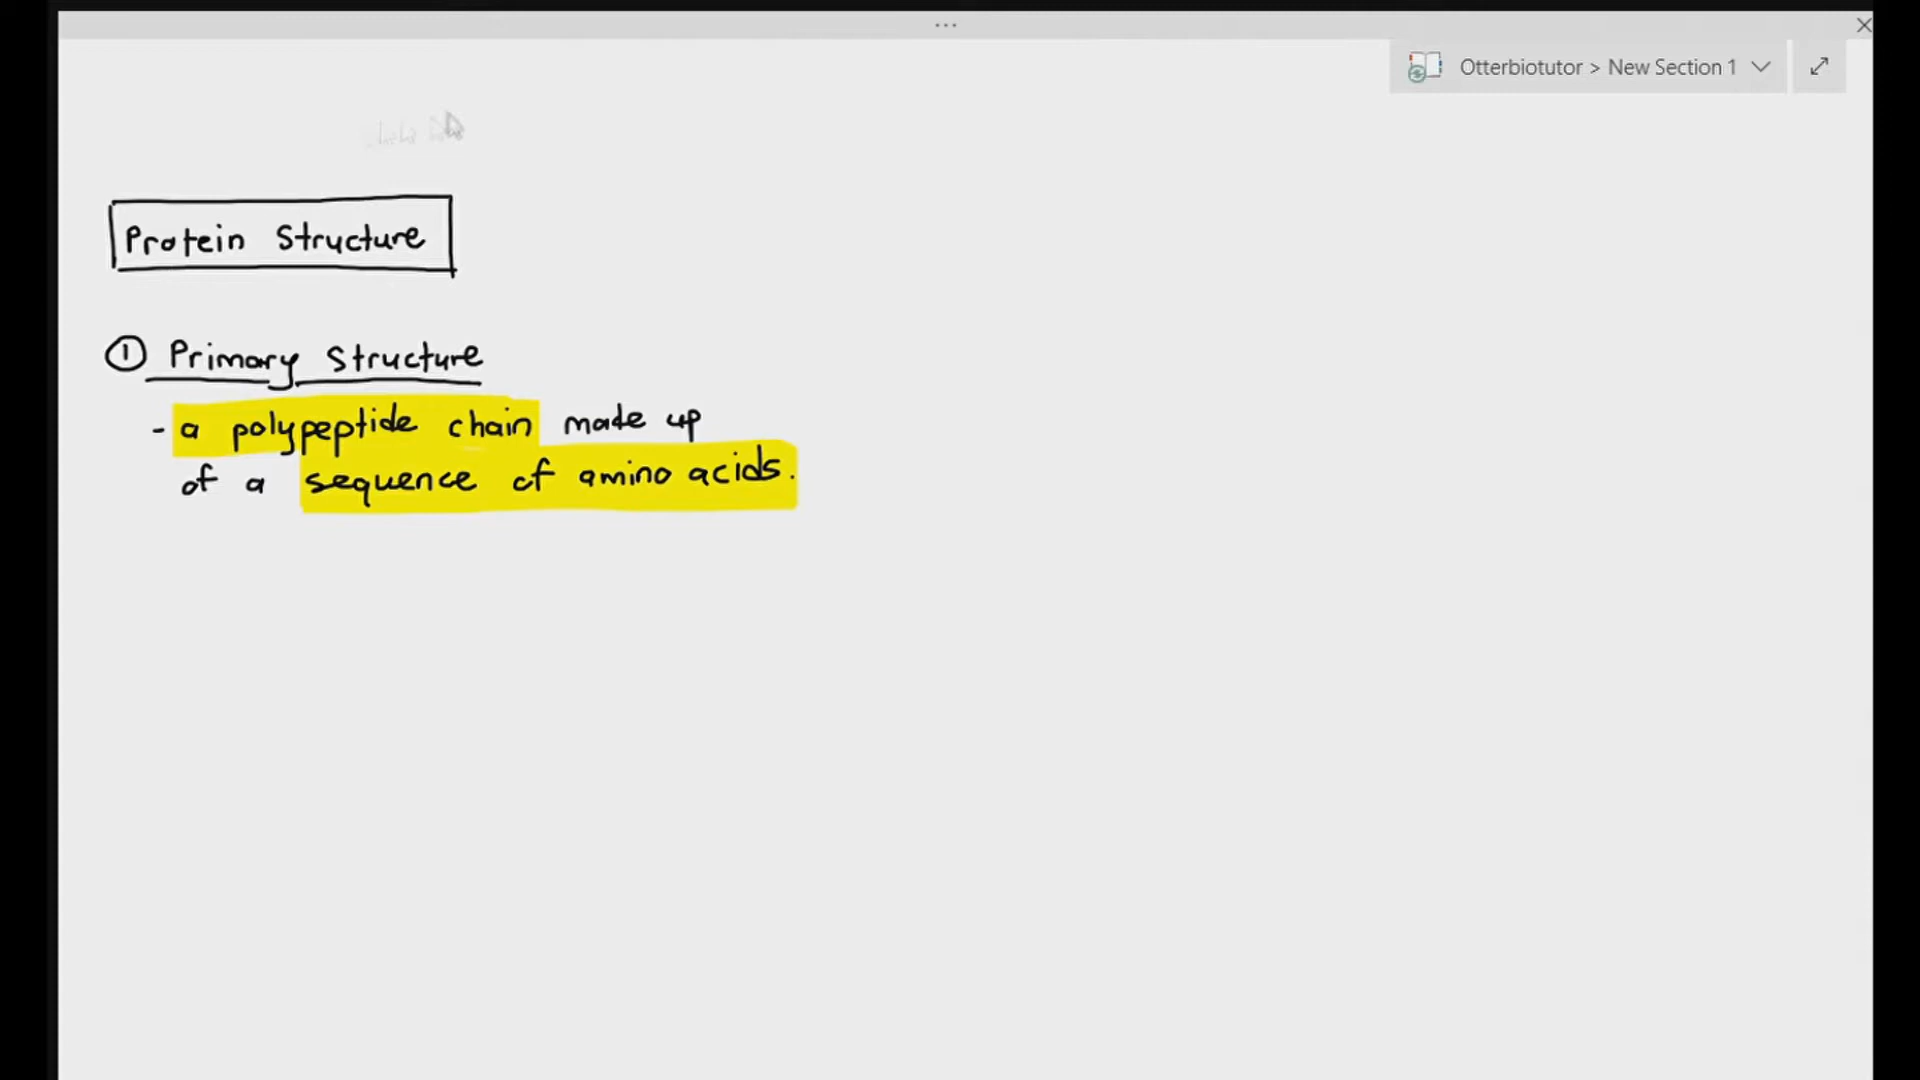 Otterbiotutor > New Section 1
Protein Structure
① Primary Structure
- a polypeptide chain made up
of a sequence of amino acids.